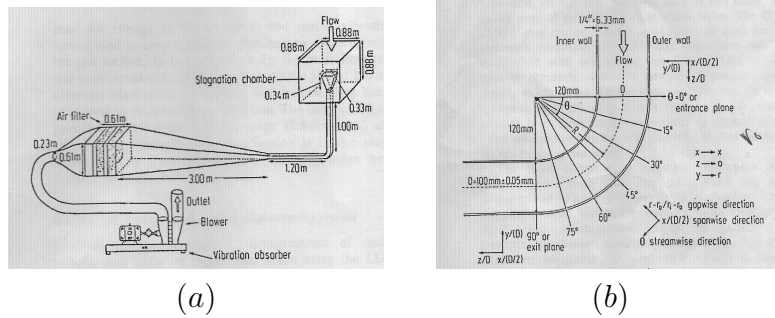 Flow
0.88m
0.88m
0.88m
Stagnation chamber
0.34m
0.33m
Air filter
0.61m
1.00m
0.23m
0.61m
1.20m
3.00m
Outlet
Blower
Vibration absorber
(a)
1/4"=6.33mm
Inner wall
Outer wall
Flow
x/(D/2)
y/(D)
z/D
120mm
D
θ
θ=0° or
entrance plane
120mm
R
15°
30°
45°
60°
75°
90° or
exit plane
x → x
z → θ
y → r
D=100mm±0.05mm
r-r₀/r₁-r₀ gapwise direction
x/(D/2) spanwise direction
θ streamwise direction
y/(D)
z/D
x/(D/2)
(b)